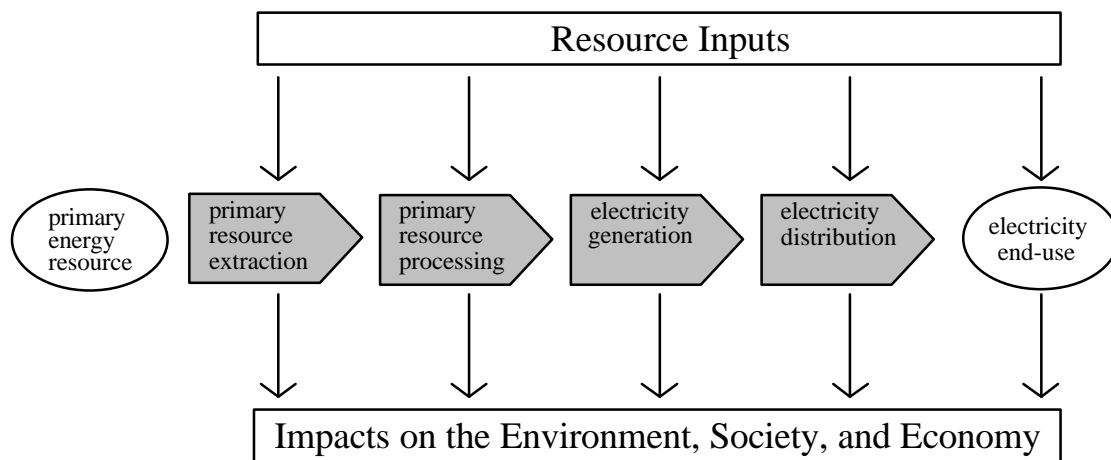 Resource Inputs
primary
energy
resource
primary
resource
extraction
primary
resource
processing
electricity
generation
electricity
distribution
electricity
end-use
Impacts on the Environment, Society, and Economy